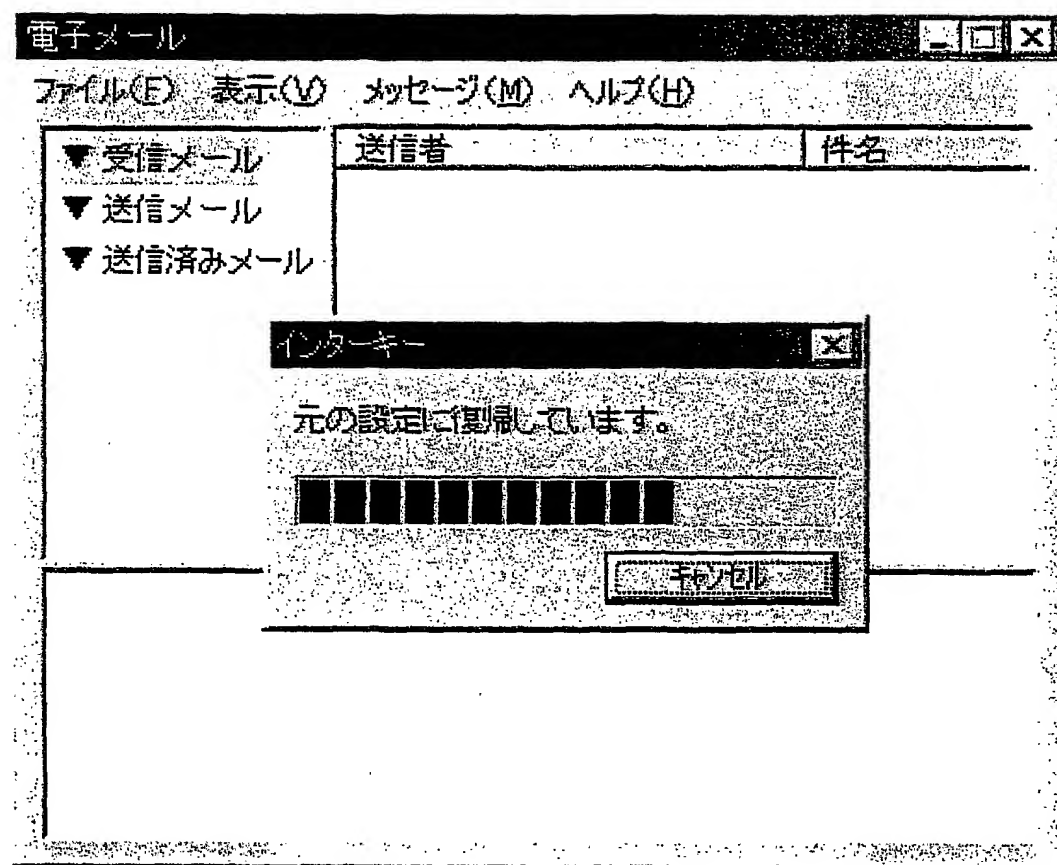 電子メール
ファイル(F) 表示(V) メッセージ(M) ヘルプ(H)
▼ 受信メール
▼ 送信メール
▼ 送信済みメール
送信者 件名
インターキー
元の設定に復帰しています。
キャンセル